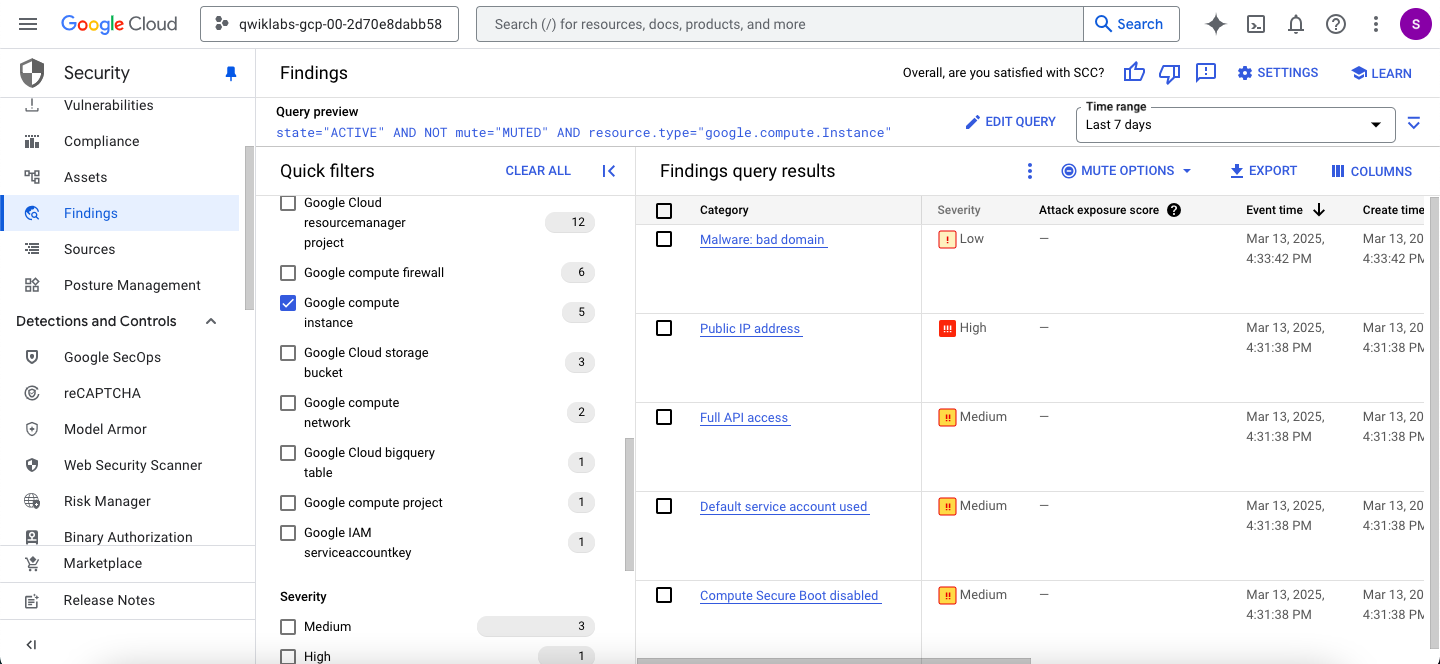 Google Cloud
qwiklabs-gcp-00-2d70e8dabb58
Search (/) for resources, docs, products, and more
Search
S
Security
Vulnerabilities
Compliance
Assets
Findings
Sources
Posture Management
Detections and Controls
Google SecOps
reCAPTCHA
Model Armor
Web Security Scanner
Risk Manager
Binary Authorization
Marketplace
Release Notes
Findings
Overall, are you satisfied with SCC?
SETTINGS
LEARN
Query preview
state="ACTIVE" AND NOT mute="MUTED" AND resource.type="google.compute.Instance"
EDIT QUERY
Time range
Last 7 days
Quick filters
CLEAR ALL
Google Cloud
resourcemanager
project
12
Google compute firewall
6
Google compute
instance
5
Google Cloud storage
bucket
3
Google compute
network
2
Google Cloud bigquery
table
1
Google compute project
1
Google IAM
serviceaccountkey
1
Severity
Medium
3
High
1
Findings query results
MUTE OPTIONS
EXPORT
COLUMNS
Category Severity Attack exposure score ? Event time Create time
Malware: bad domain ! Low — Mar 13, 2025, Mar 13, 20
4:33:42 PM 4:33:42 PM
Public IP address !!! High — Mar 13, 2025, Mar 13, 20
4:31:38 PM 4:31:38 PM
Full API access !! Medium — Mar 13, 2025, Mar 13, 20
4:31:38 PM 4:31:38 PM
Default service account used !! Medium — Mar 13, 2025, Mar 13, 20
4:31:38 PM 4:31:38 PM
Compute Secure Boot disabled !! Medium — Mar 13, 2025, Mar 13, 20
4:31:38 PM 4:31:38 PM